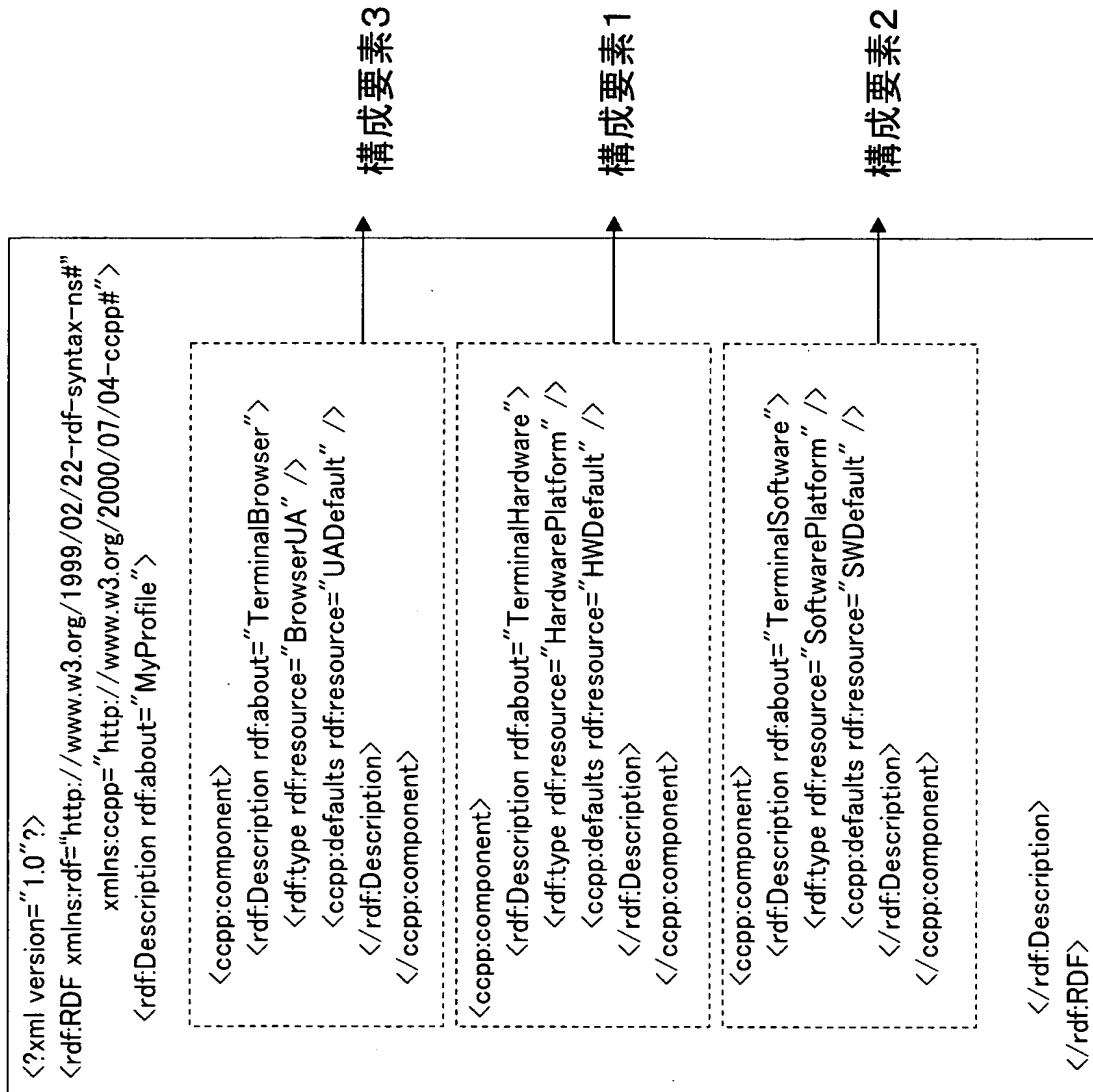 <?xml version="1.0"?>
<rdf:RDF xmlns:rdf="http://www.w3.org/1999/02/22-rdf-syntax-ns#"
xmlns:ccpp="http://www.w3.org/2000/07/04-ccpp#">
<rdf:Description rdf:about="MyProfile">
<ccpp:component>
<rdf:Description rdf:about="TerminalBrowser">
<rdf:type rdf:resource="BrowserUA" />
<ccpp:defaults rdf:resource="UADefault" />
</rdf:Description>
</ccpp:component>
構成要素3
<ccpp:component>
<rdf:Description rdf:about="TerminalHardware">
<rdf:type rdf:resource="HardwarePlatform" />
<ccpp:defaults rdf:resource="HWDefault" />
</rdf:Description>
</ccpp:component>
構成要素1
<ccpp:component>
<rdf:Description rdf:about="TerminalSoftware">
<rdf:type rdf:resource="SoftwarePlatform" />
<ccpp:defaults rdf:resource="SWDefault" />
</rdf:Description>
</ccpp:component>
構成要素2
</rdf:Description>
</rdf:RDF>